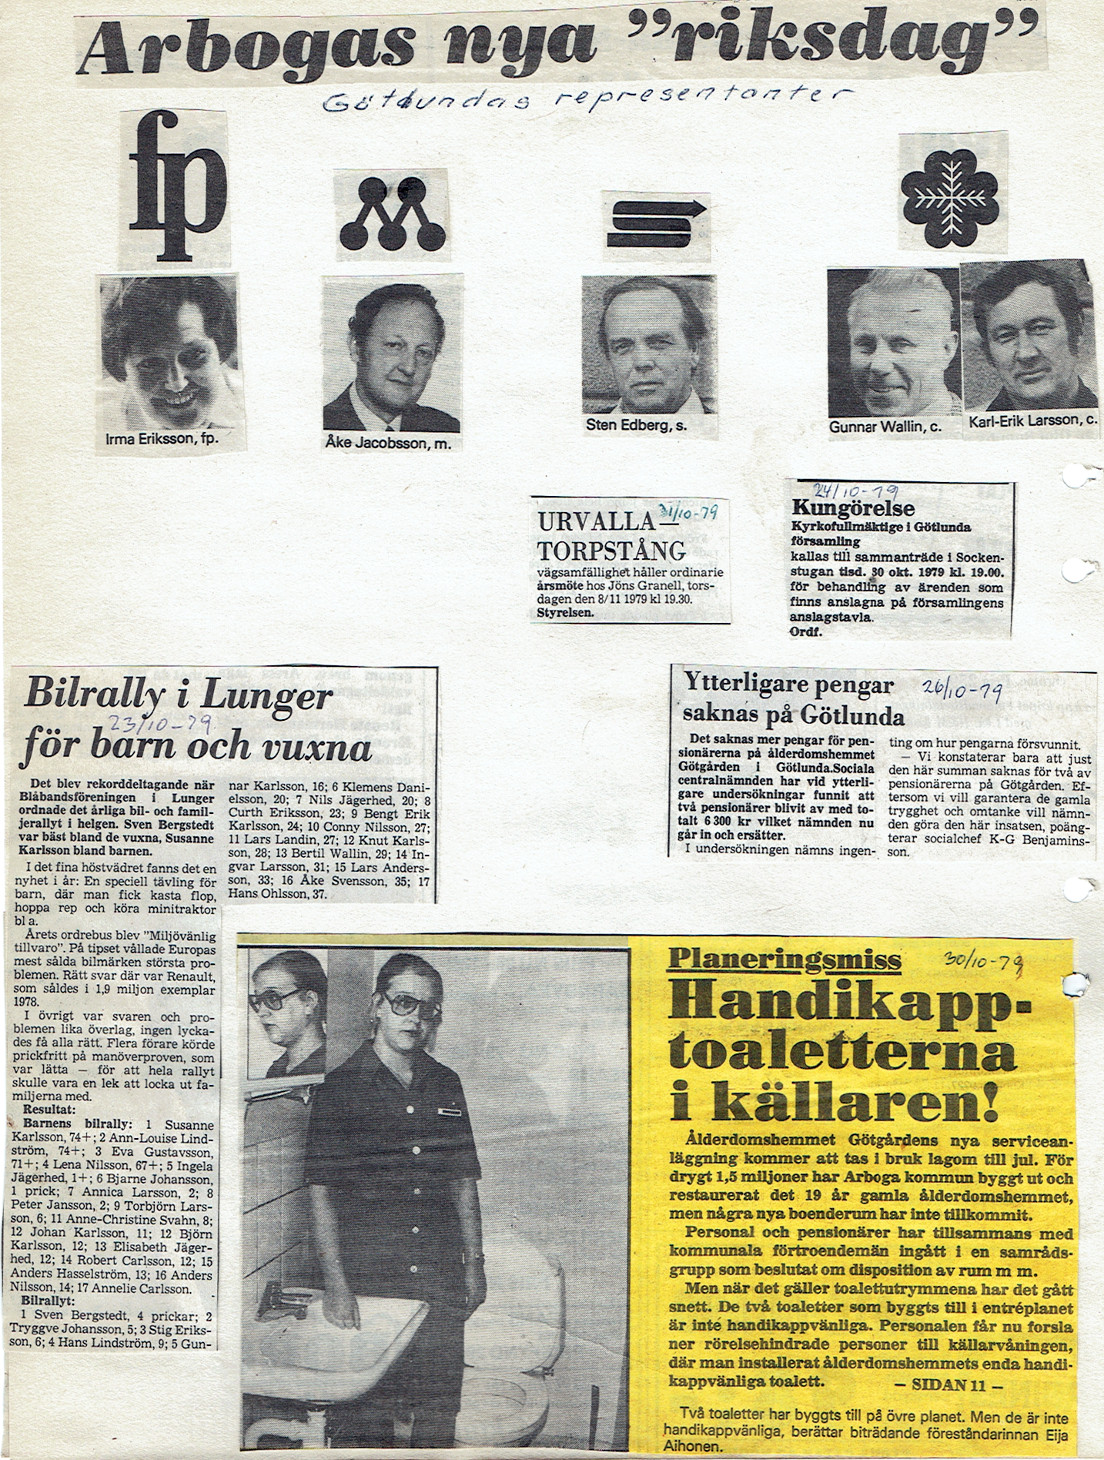 Arbogas nya "riksdag"
Götlundas representanter
fp
Irma Eriksson, fp.
Åke Jacobsson, m.
Sten Edberg, s.
Gunnar Wallin, c.
Karl-Erik Larsson, c.
31/10-79
URVALLA—
TORPSTÅNG
vägsamfällighet håller ordinarie
årsmöte hos Jöns Granell, tors-
dagen den 8/11 1979 kl 19.30.
Styrelsen.
24/10-79
Kungörelse
Kyrkofullmäktige i Götlunda
församling
kallas till sammanträde i Socken-
stugan tisd. 30 okt. 1979 kl. 19.00.
för behandling av ärenden som
finns anslagna på församlingens
anslagstavla.
Ordf.
Bilrally i Lunger
23/10-79
för barn och vuxna
Det blev rekorddeltagande när
Blåbandsföreningen i Lunger
ordnade det årliga bil- och famil-
jerallyt i helgen. Sven Bergstedt
var bäst bland de vuxna, Susanne
Karlsson bland barnen.
I det fina höstvädret fanns det en
nyhet i år: En speciell tävling för
barn, där man fick kasta flop,
hoppa rep och köra minitraktor
bl a.
Årets ordrebus blev "Miljövänlig
tillvaro". På tipset vållade Europas
mest sålda bilmärken största pro-
blemen. Rätt svar där var Renault,
som såldes i 1,9 miljon exemplar
1978.
I övrigt var svaren och pro-
blemen lika överlag, ingen lycka-
des få alla rätt. Flera förare körde
prickfritt på manöverproven, som
var lätta — för att hela rallyt
skulle vara en lek att locka ut fa-
miljerna med.
Resultat:
Barnens bilrally: 1 Susanne
Karlsson, 74+; 2 Ann-Louise Lind-
ström, 74+; 3 Eva Gustavsson,
71+; 4 Lena Nilsson, 67+; 5 Ingela
Jägerhed, 1+; 6 Bjarne Johansson,
1 prick; 7 Annica Larsson, 2; 8
Peter Jansson, 2; 9 Torbjörn Lars-
son, 6; 11 Anne-Christine Svahn, 8;
12 Johan Karlsson, 11; 12 Björn
Karlsson, 12; 13 Elisabeth Jäger-
hed, 12; 14 Robert Carlsson, 12; 15
Anders Hasselström, 13; 16 Anders
Nilsson, 14; 17 Annelie Carlsson.
Bilrallyt:
1 Sven Bergstedt, 4 prickar; 2
Tryggve Johansson, 5; 3 Stig Eriks-
son, 6; 4 Hans Lindström, 9; 5 Gun-
nar Karlsson, 16; 6 Klemens Dani-
elsson, 20; 7 Nils Jägerhed, 20; 8
Curth Eriksson, 23; 9 Bengt Erik
Karlsson, 24; 10 Conny Nilsson, 27;
11 Lars Landin, 27; 12 Knut Karls-
son, 28; 13 Bertil Wallin, 29; 14 In-
gvar Larsson, 31; 15 Lars Anders-
son, 33; 16 Åke Svensson, 35; 17
Hans Ohlsson, 37.
Ytterligare pengar 26/10-79
saknas på Götlunda
Det saknas mer pengar för pen-
sionärerna på ålderdomshemmet
Götgården i Götlunda.Sociala
centralnämnden har vid ytterli-
gare undersökningar funnit att
två pensionärer blivit av med to-
talt 6 300 kr vilket nämnden nu
går in och ersätter.
I undersökningen nämns ingen-
ting om hur pengarna försvunnit.
— Vi konstaterar bara att just
den här summan saknas för två av
pensionärerna på Götgården. Ef-
tersom vi vill garantera de gamla
trygghet och omtanke vill nämn-
den göra den här insatsen, poäng-
terar socialchef K-G Benjamins-
son.
Planeringsmiss 30/10-79
Handikapp-
toaletterna
i källaren!
Ålderdomshemmet Götgårdens nya servicean-
läggning kommer att tas i bruk lagom till jul. För
drygt 1,5 miljoner har Arboga kommun byggt ut och
restaurerat det 19 år gamla ålderdomshemmet,
men några nya boenderum har inte tillkommit.
Personal och pensionärer har tillsammans med
kommunala förtroendemän ingått i en samråds-
grupp som beslutat om disposition av rum m m.
Men när det gäller toalettutrymmena har det gått
snett. De två toaletter som byggts till i entréplanet
är inte handikappvänliga. Personalen får nu forsla
ner rörelsehindrade personer till källarvåningen,
där man installerat ålderdomshemmets enda handi-
kappvänliga toalett. — SIDAN 11 —
Två toaletter har byggts till på övre planet. Men de är inte
handikappvänliga, berättar biträdande föreståndarinnan Eija
Aihonen.